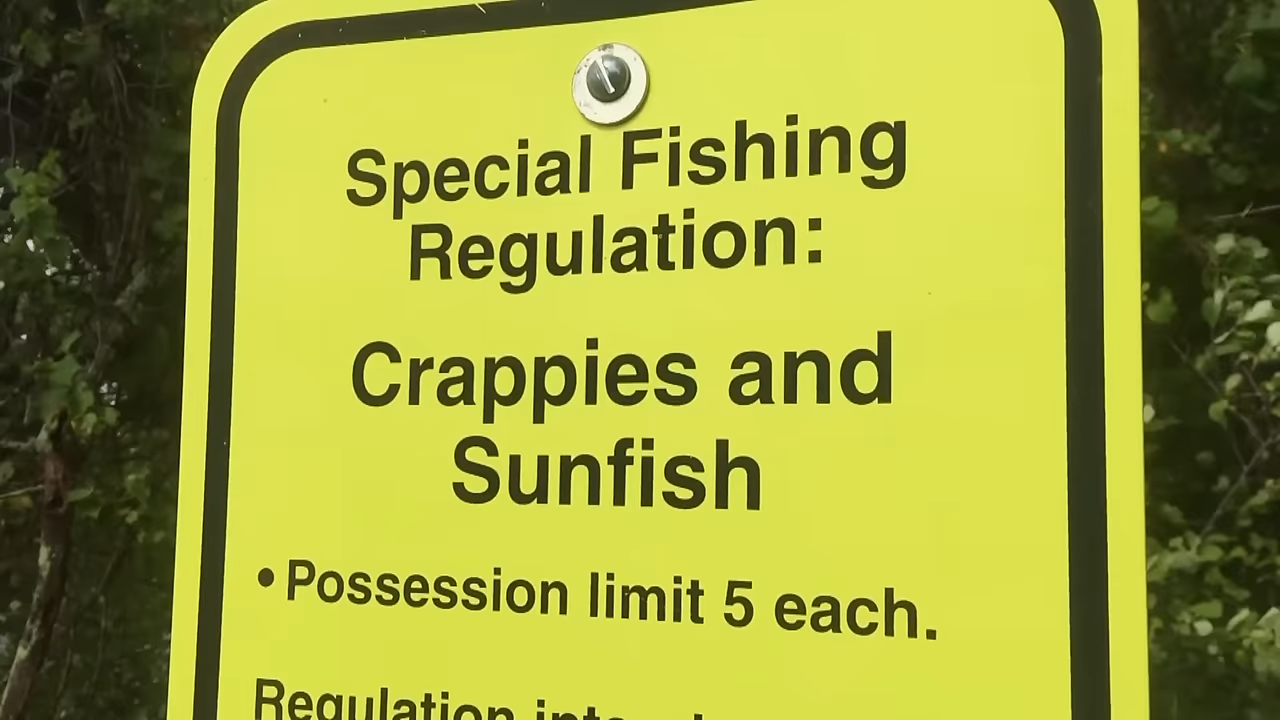 Special Fishing
Regulation:
Crappies and
Sunfish
• Possession limit 5 each.
Regulation